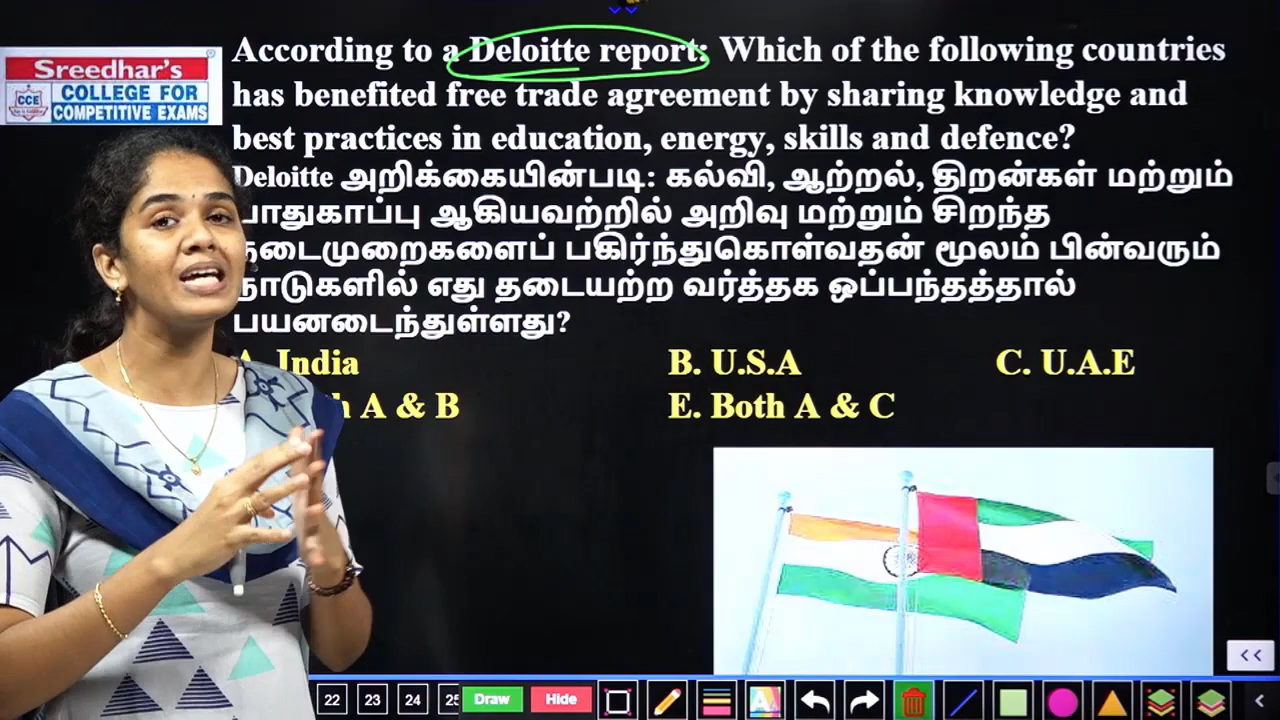 Sreedhar's
CCE
COLLEGE FOR
COMPETITIVE EXAMS
According to a Deloitte report: Which of the following countries
has benefited free trade agreement by sharing knowledge and
best practices in education, energy, skills and defence?
Deloitte அறிக்கையின்படி: கல்வி, ஆற்றல், திறன்கள் மற்றும்
பாதுகாப்பு ஆகியவற்றில் அறிவு மற்றும் சிறந்த
நடைமுறைகளைப் பகிர்ந்துகொள்வதன் மூலம் பின்வரும்
நாடுகளில் எது தடையற்ற வர்த்தக ஒப்பந்தத்தால்
பயனடைந்துள்ளது?
A. India B. U.S.A C. U.A.E
A & B E. Both A & C
<<
22 23 24 25 Draw Hide